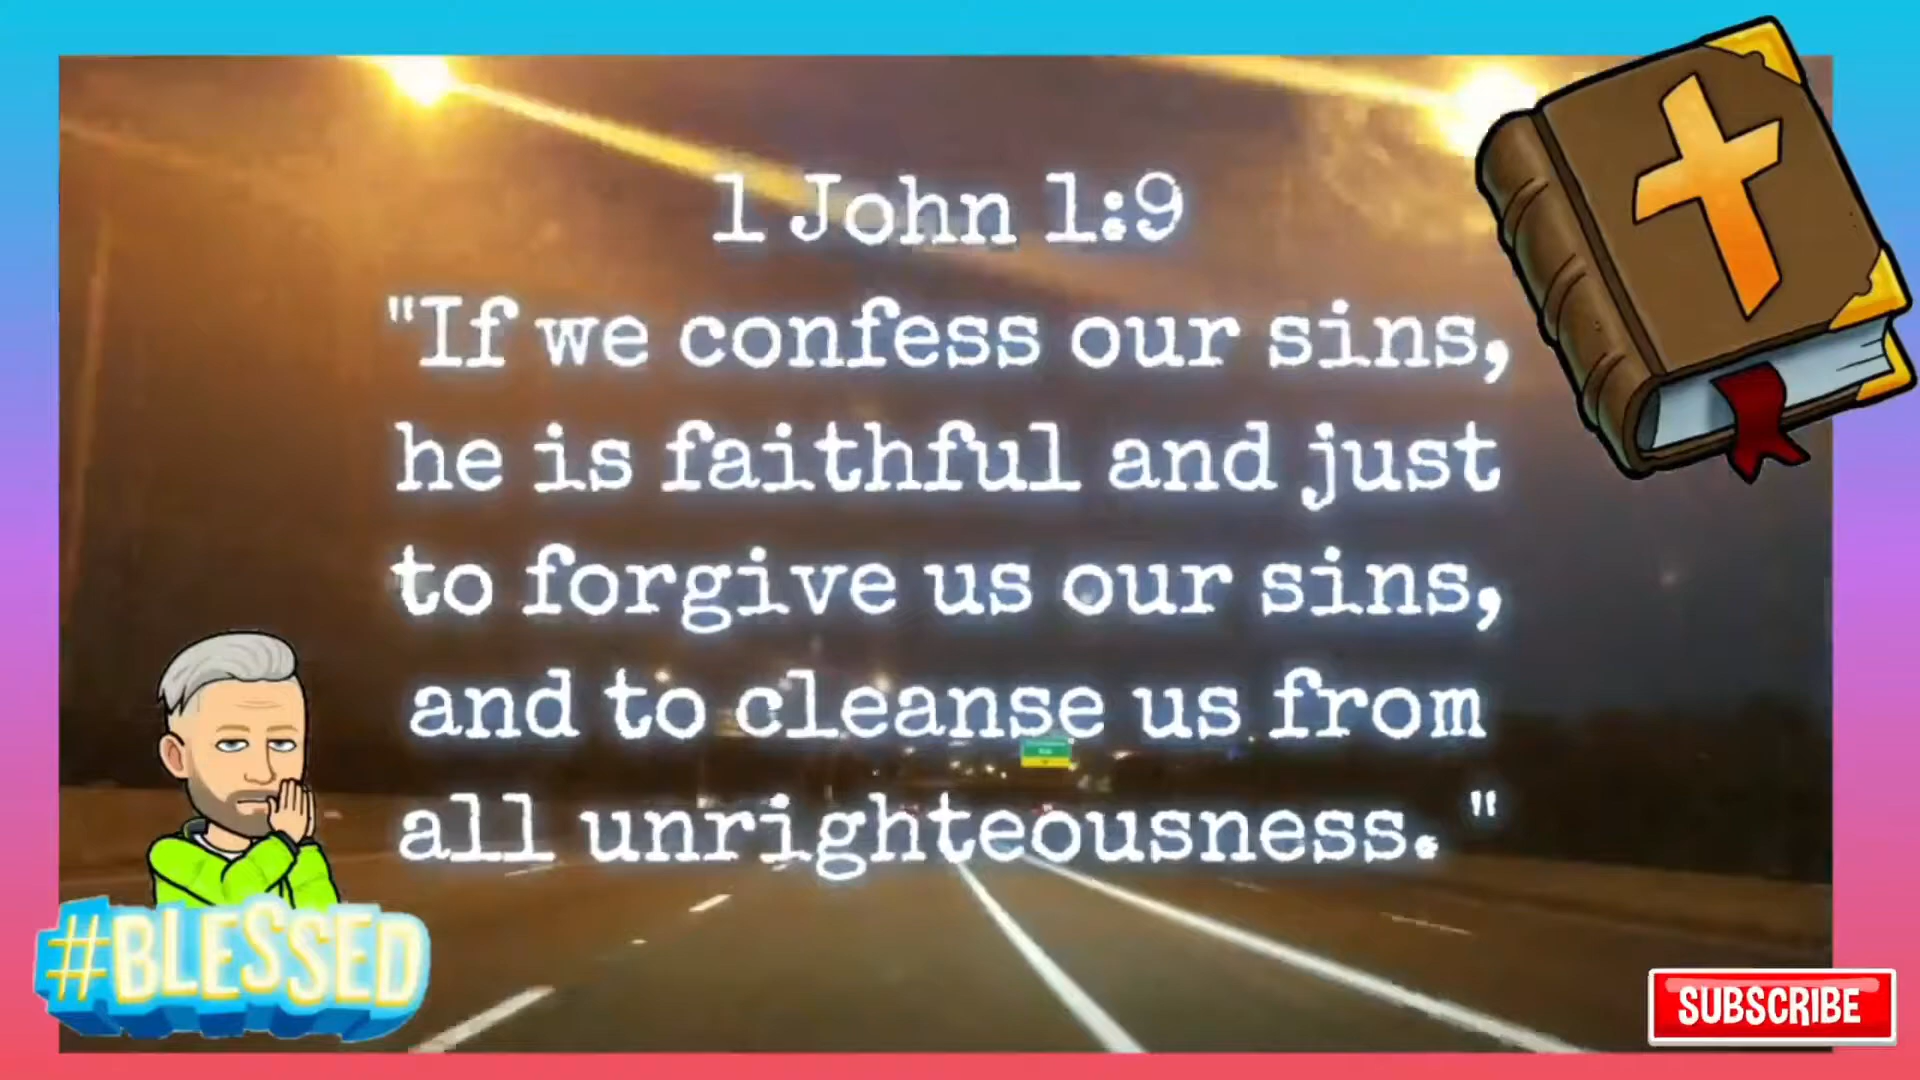 1 John 1:9
"If we confess our sins,
he is faithful and just
to forgive us our sins,
and to cleanse us from
all unrighteousness. "
#BLESSED
SUBSCRIBE